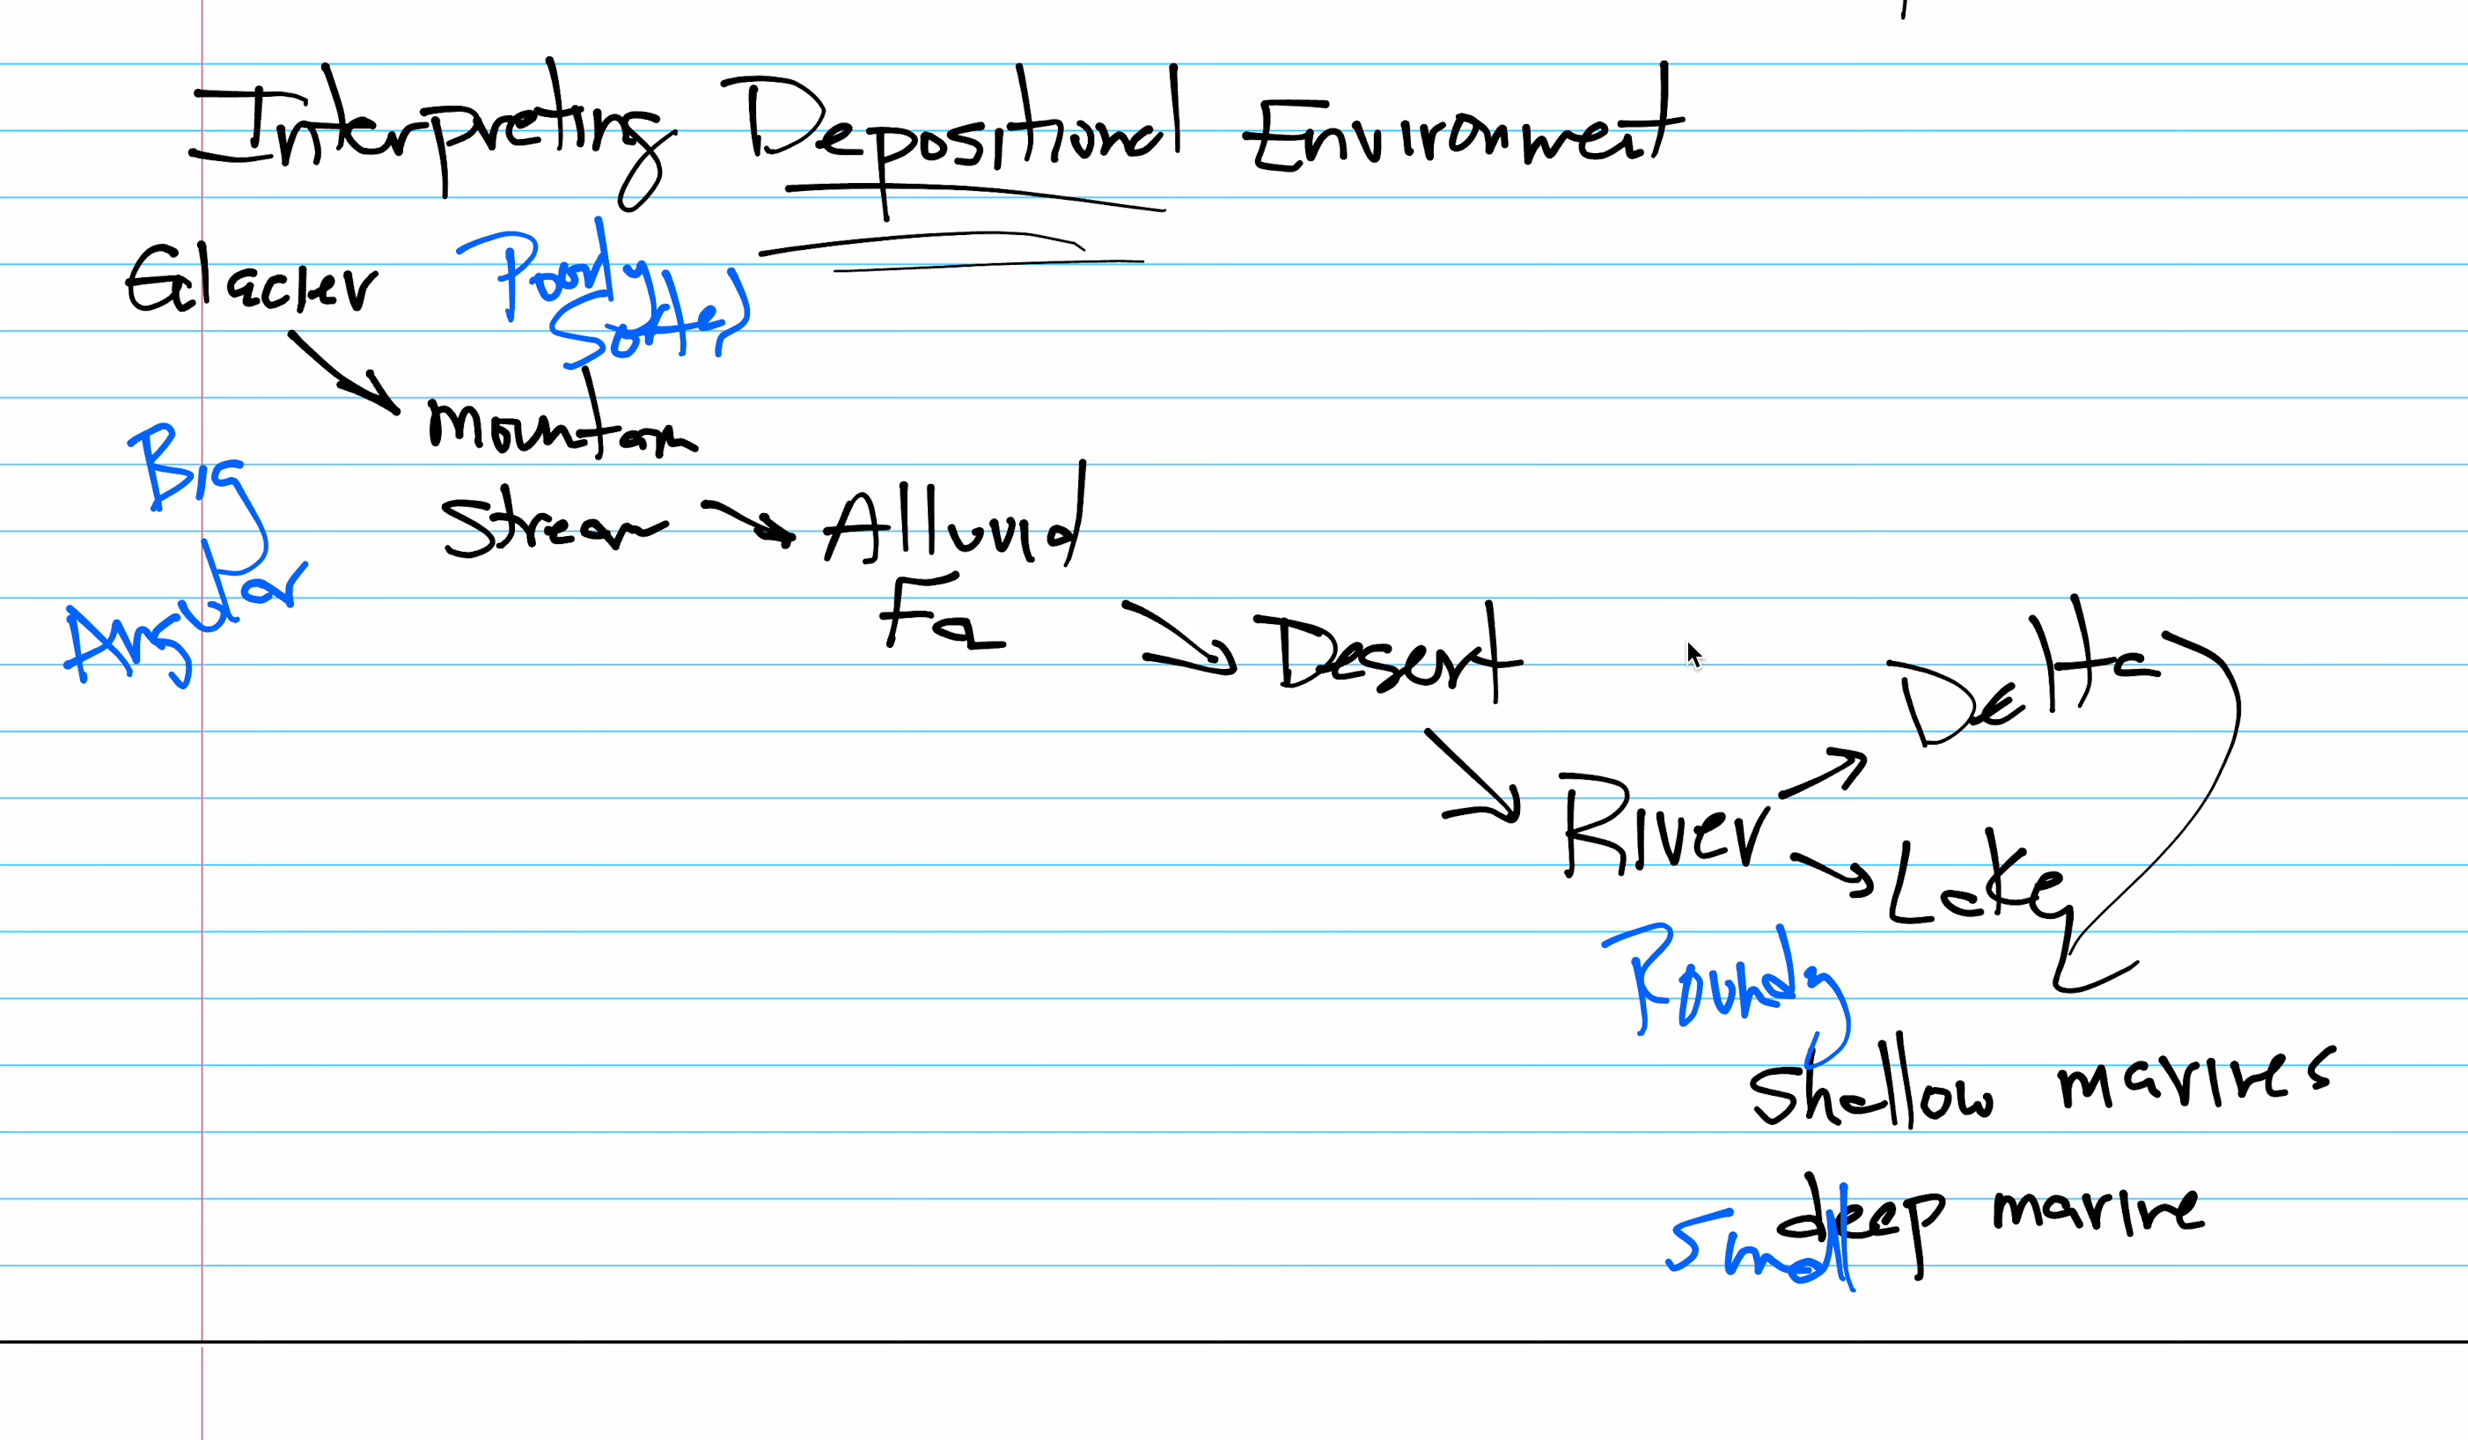 Interpreting Depositional Environment
Glacier
Poorly
Sorted
Mountain
Stream
Big
Angular
Alluvial
Fan
Desert
Delta
River
Lake
Roundy
Shallow marines
deep marine
Small